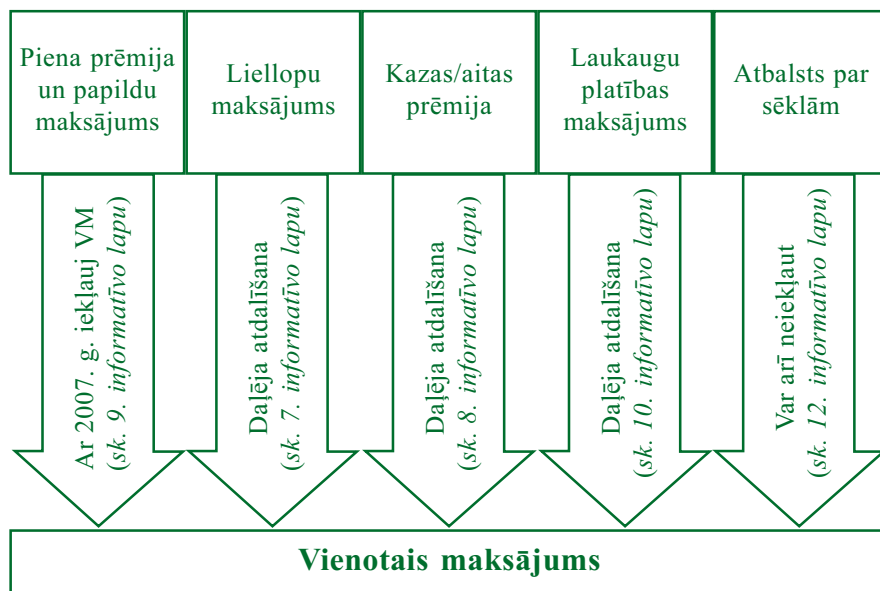 Piena prēmija
un papildu
maksājums
Liellopu
maksājums
Kazas/aitas
prēmija
Laukaugu
platības
maksājums
Atbalsts par
sēklām
Ar 2007. g. iekļauj VM
(sk. 9. informatīvo lapu)
Daļēja atdalīšana
(sk. 7. informatīvo lapu)
Daļēja atdalīšana
(sk. 8. informatīvo lapu)
Daļēja atdalīšana
(sk. 10. informatīvo lapu)
Var arī neiekļaut
(sk. 12. informatīvo lapu)
Vienotais maksājums